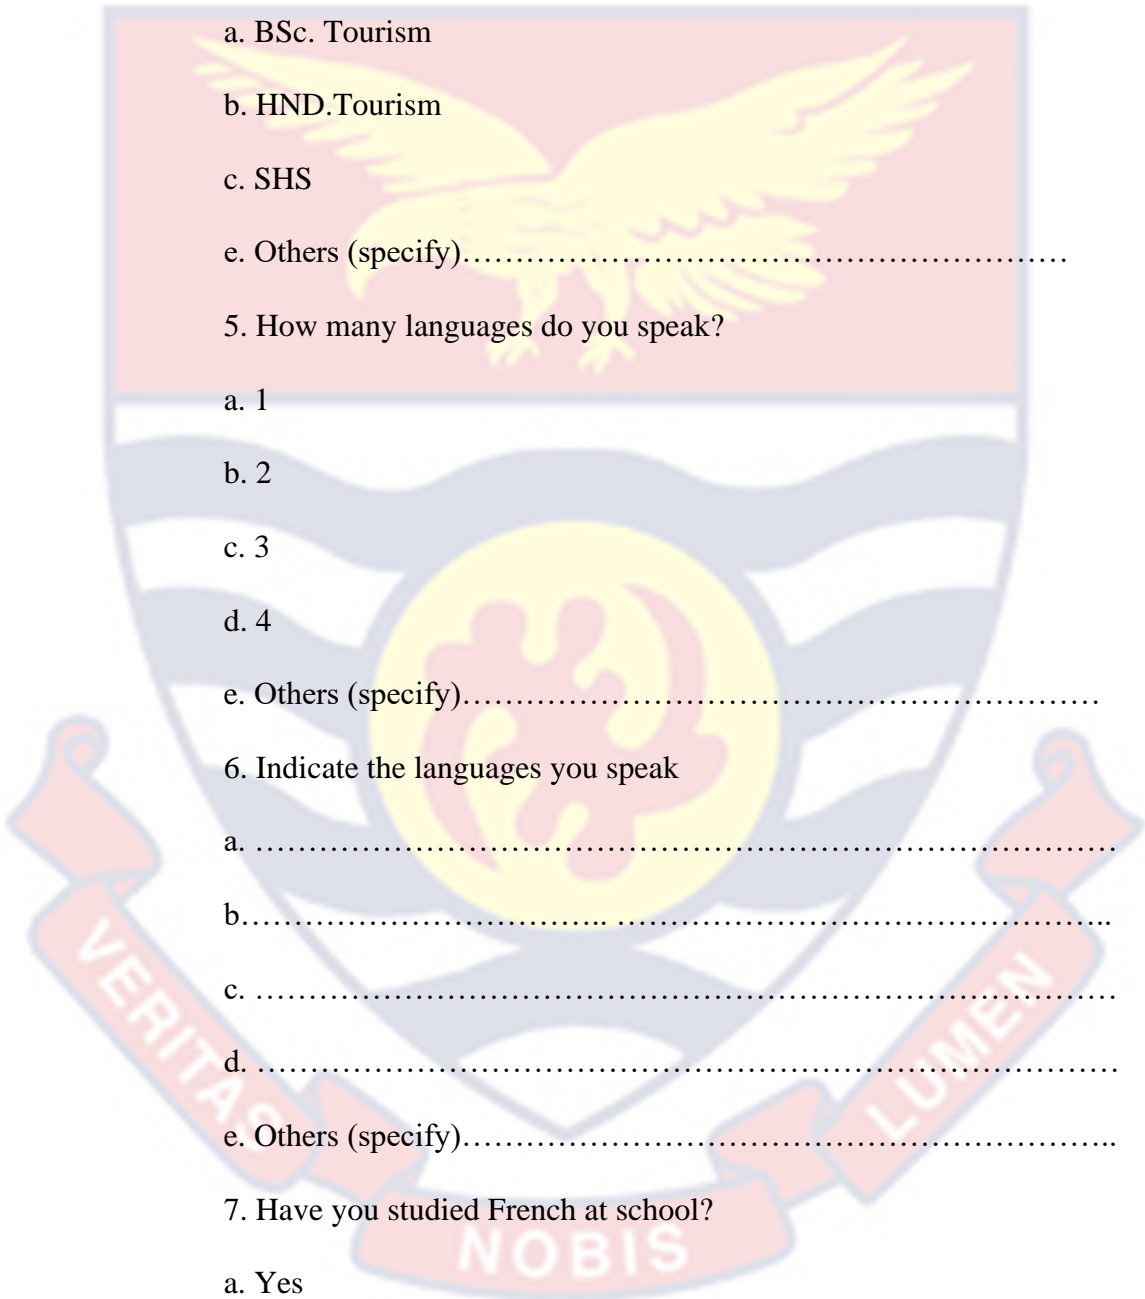 a. BSc. Tourism
b. HND.Tourism
c. SHS
e. Others (specify)…………………………………………………
5. How many languages do you speak?
a. 1
b. 2
c. 3
d. 4
e. Others (specify)……………………………………………………
6. Indicate the languages you speak
a. ………………………………………………………………………
b…………………………….. ………………………………………..
c. ………………………………………………………………………
d. ………………………………………………………………………
e. Others (specify)……………………………………………………..
7. Have you studied French at school?
a. Yes
VERITAS
NOBIS
LUMEN